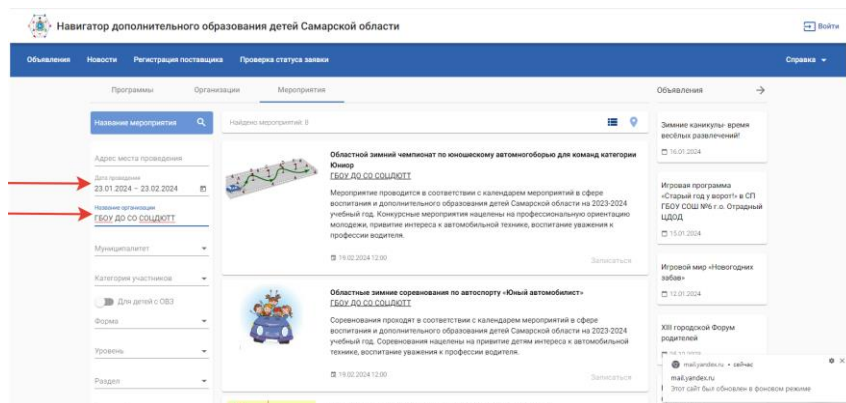 Навигатор дополнительного образования детей Самарской области
Войти
Объявления Новости Регистрация поставщика Проверка статуса заявки Справка
Программы Организации Мероприятия
Название мероприятия
Адрес места проведения
Дата проведения
23.01.2024 - 23.02.2024
Название организации
ГБОУ ДО СО СОЦДЮТТ
Муниципалитет
Категория участников
Для детей с ОВЗ
Форма
Уровень
Раздел
Найдено мероприятий: 8
Областной зимний чемпионат по юношескому автомногоборью для команд категории
Юниор
ГБОУ ДО СО СОЦДЮТТ
Мероприятие проводится в соответствии с календарем мероприятий в сфере
воспитания и дополнительного образования детей Самарской области на 2023-2024
учебный год. Конкурсные мероприятия нацелены на профессиональную ориентацию
молодежи, привитие интереса к автомобильной технике, воспитание уважения к
профессии водителя.
19.02.2024 12:00
Записаться
Областные зимние соревнования по автоспорту «Юный автомобилист»
ГБОУ ДО СО СОЦДЮТТ
Соревнования проходят в соответствии с календарем мероприятий в сфере
воспитания и дополнительного образования детей Самарской области на 2023-2024
учебный год. Соревнования нацелены на привитие детям интереса к автомобильной
технике, воспитание уважения к профессии водителя.
19.02.2024 12:00
Записаться
Объявления
Зимние каникулы- время
весёлых развлечений!
16.01.2024
Игровая программа
«Старый год у ворот!» в СП
ГБОУ СОШ №6 г.о. Отрадный
ЦДОД
15.01.2024
Игровой мир «Новогодних
забав»
12.01.2024
XIII городской Форум
родителей
mail.yandex.ru • сейчас
mail.yandex.ru
Этот сайт был обновлен в фоновом режиме